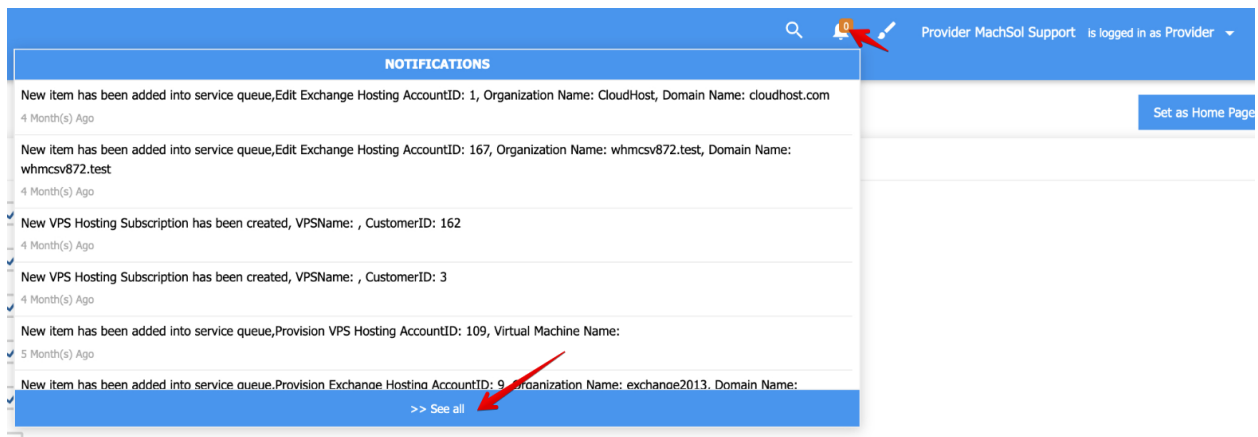 0
Provider MachSol Support is logged in as Provider
NOTIFICATIONS
New item has been added into service queue,Edit Exchange Hosting AccountID: 1, Organization Name: CloudHost, Domain Name: cloudhost.com
4 Month(s) Ago
Set as Home Page
New item has been added into service queue,Edit Exchange Hosting AccountID: 167, Organization Name: whmcsv872.test, Domain Name:
whmcsv872.test
4 Month(s) Ago
New VPS Hosting Subscription has been created, VPSName: , CustomerID: 162
4 Month(s) Ago
New VPS Hosting Subscription has been created, VPSName: , CustomerID: 3
4 Month(s) Ago
New item has been added into service queue,Provision VPS Hosting AccountID: 109, Virtual Machine Name:
5 Month(s) Ago
New item has been added into service queue,Provision Exchange Hosting AccountID: 9, Organization Name: exchange2013, Domain Name:
>> See all